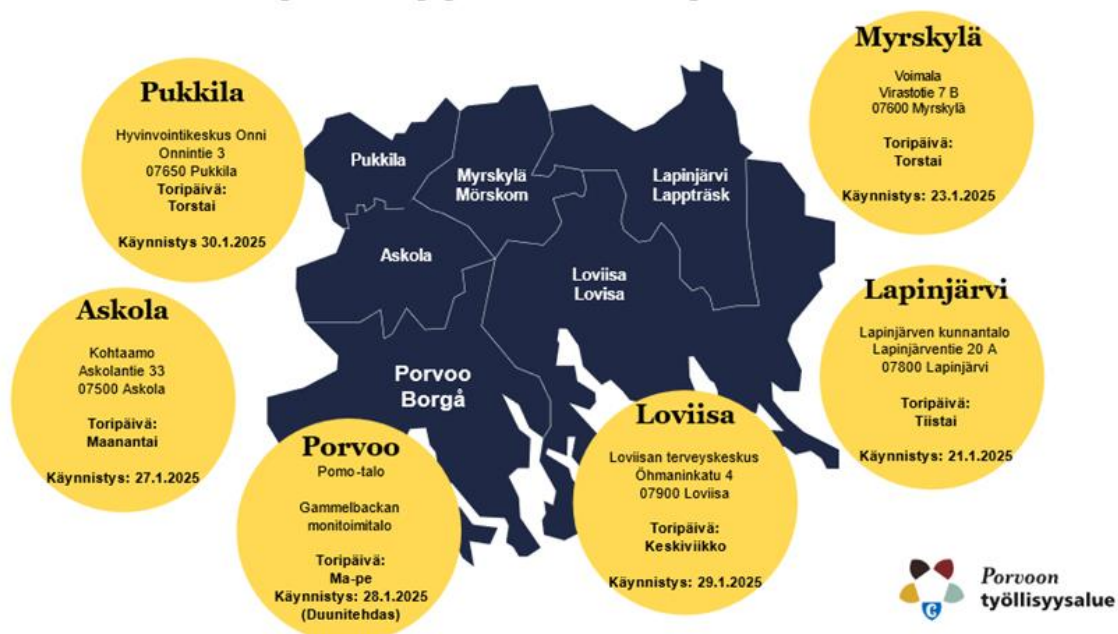 Pukkila
Hyvinvointikeskus Onni
Onnintie 3
07650 Pukkila
Toripäivä:
Torstai
Käynnistys 30.1.2025
Myrskylä
Voimala
Virastotie 7 B
07600 Myrskylä
Toripäivä:
Torstai
Käynnistys: 23.1.2025
Pukkila
Myrskylä
Mörskom
Lapinjärvi
Lappträsk
Askola
Loviisa
Lovisa
Porvoo
Borgå
Askola
Kohtaamo
Askolantie 33
07500 Askola
Toripäivä:
Maanantai
Käynnistys: 27.1.2025
Lapinjärvi
Lapinjärven kunnantalo
Lapinjärventie 20 A
07800 Lapinjärvi
Toripäivä:
Tiistai
Käynnistys: 21.1.2025
Porvoo
Pomo-talo
Gammelbackan
monitoimitalo
Toripäivä:
Ma-pe
Käynnistys: 28.1.2025
(Duunitehdas)
Loviisa
Loviisan terveyskeskus
Öhmaninkatu 4
07900 Loviisa
Toripäivä:
Keskiviikko
Käynnistys: 29.1.2025
Porvoon
työllisyysalue